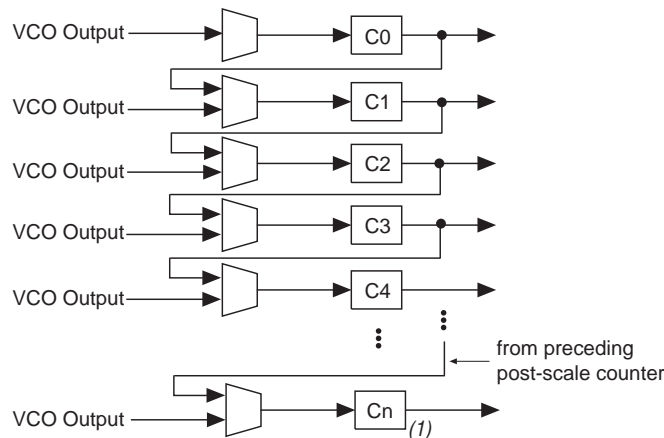 VCO Output
C0
VCO Output
C1
VCO Output
C2
VCO Output
C3
VCO Output
C4
from preceding
post-scale counter
VCO Output
Cn
(1)